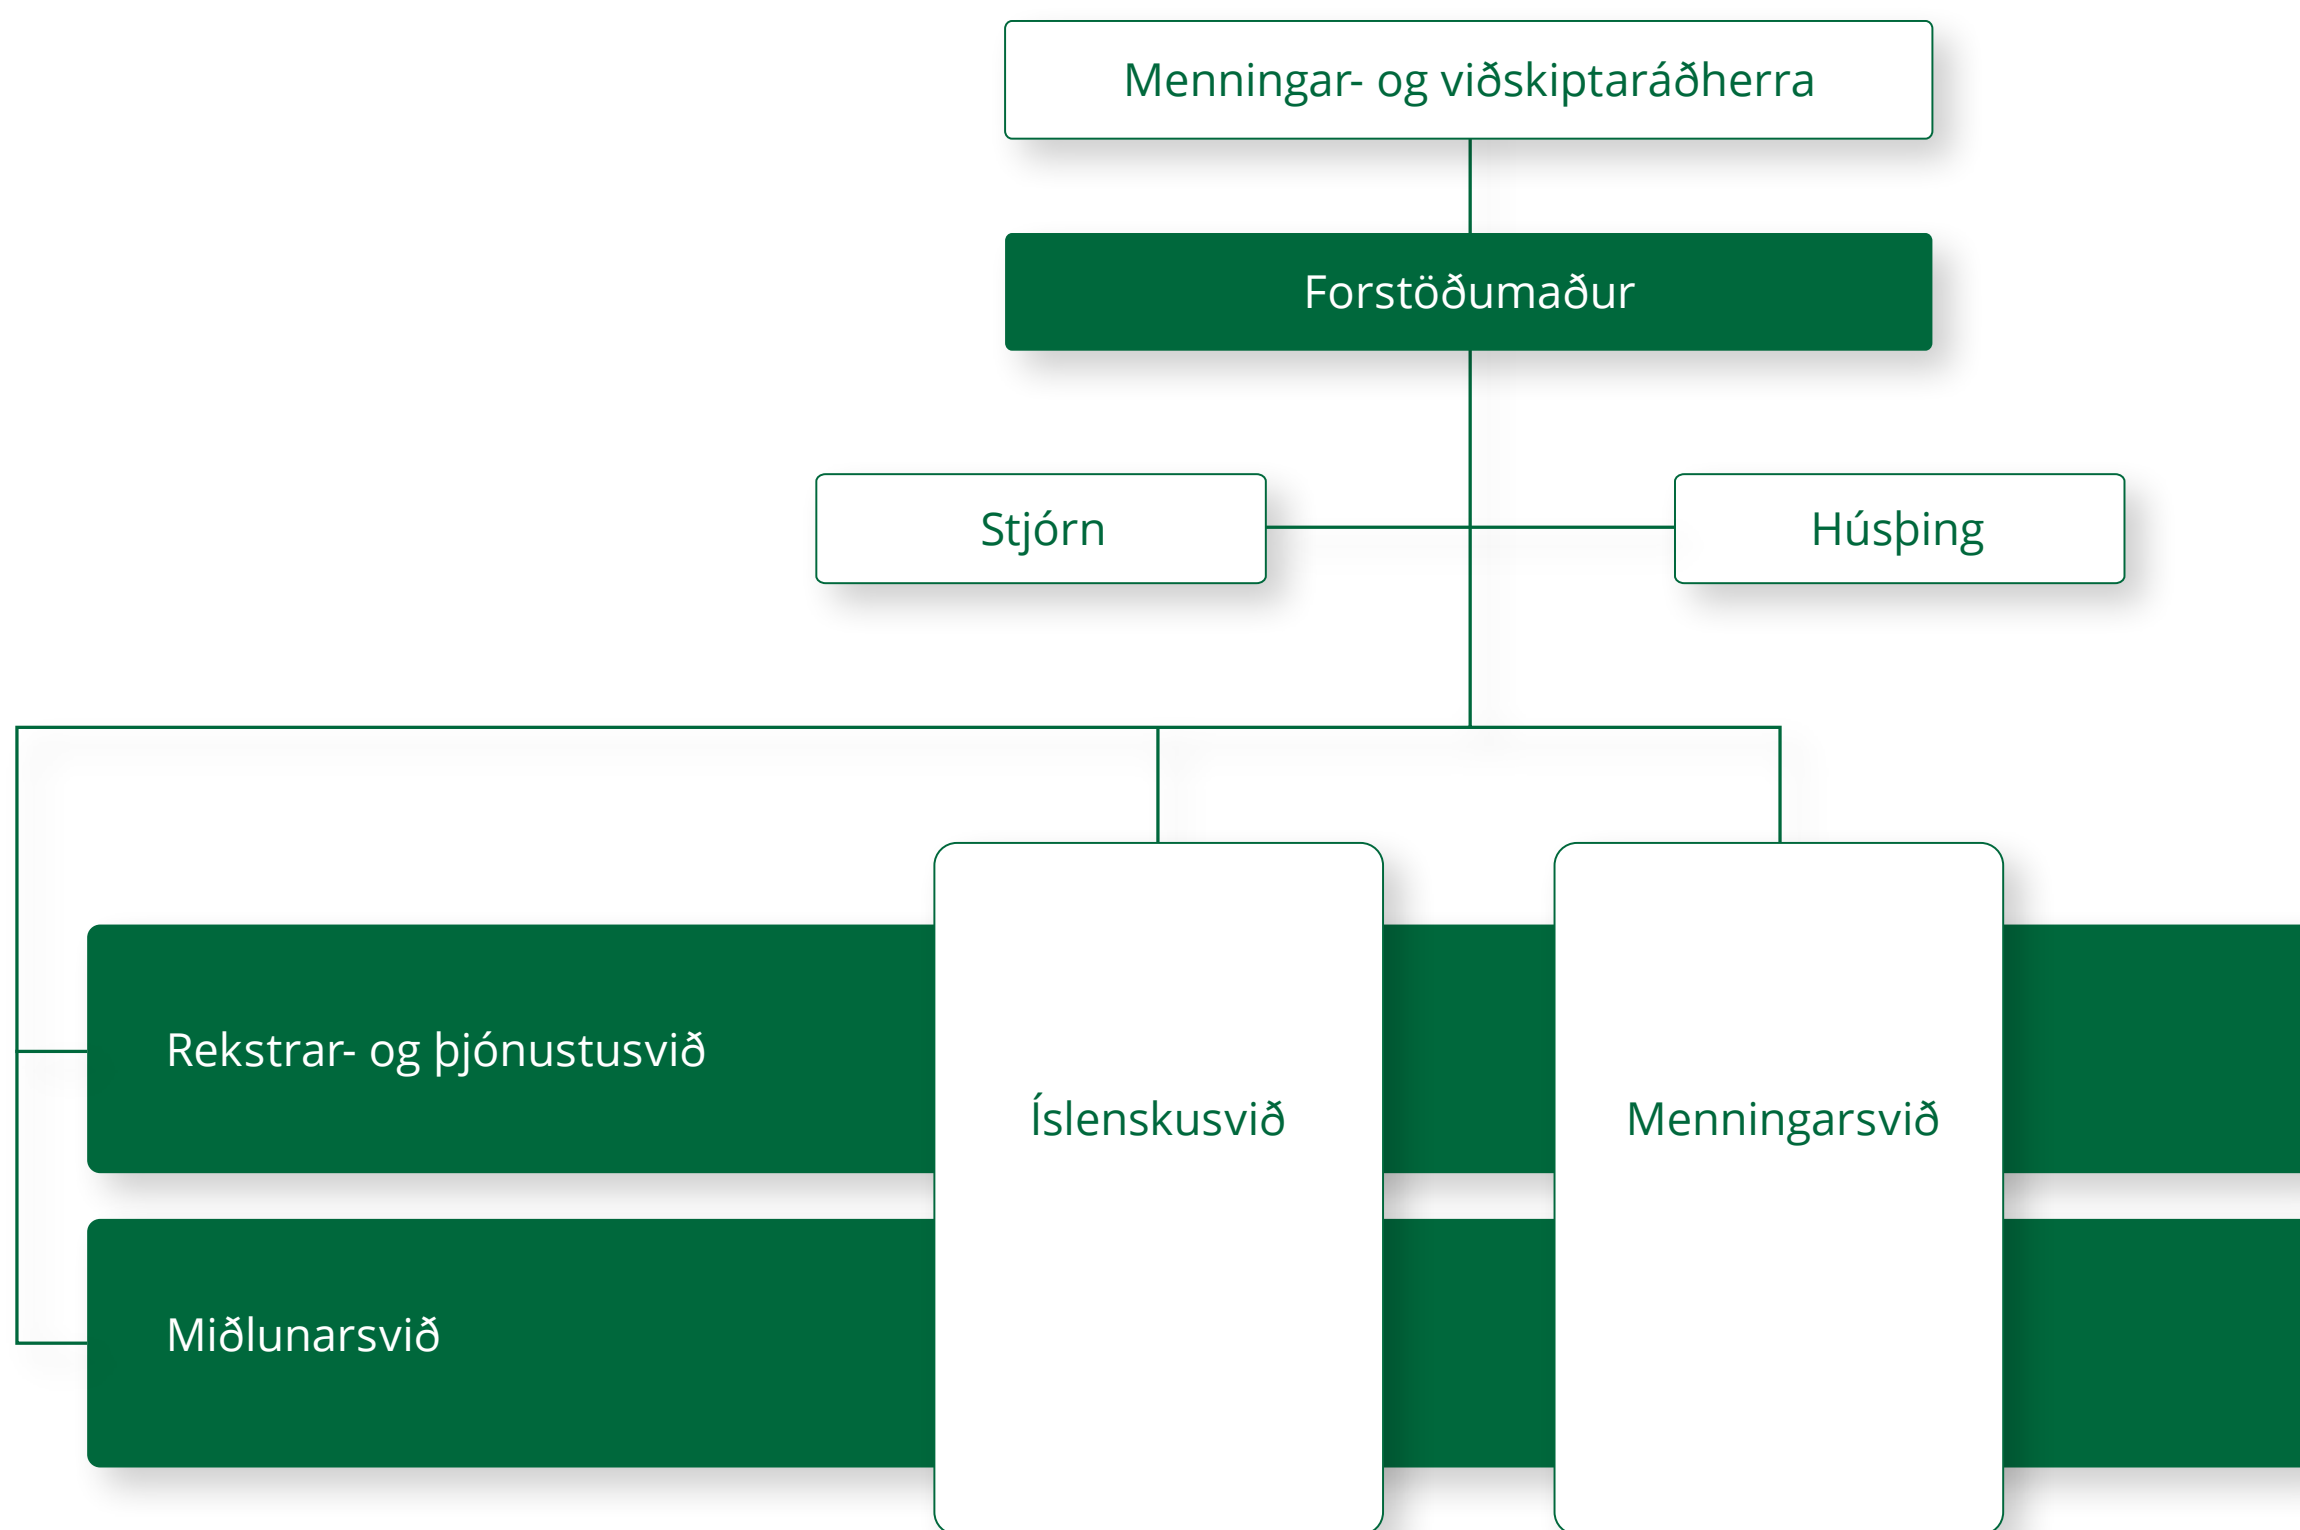 Menningar- og viðskiptaráðherra
Forstöðumaður
Stjórn
Húsþing
Rekstrar- og þjónustusvið
Íslenskusvið
Menningarsvið
Miðlunarsvið